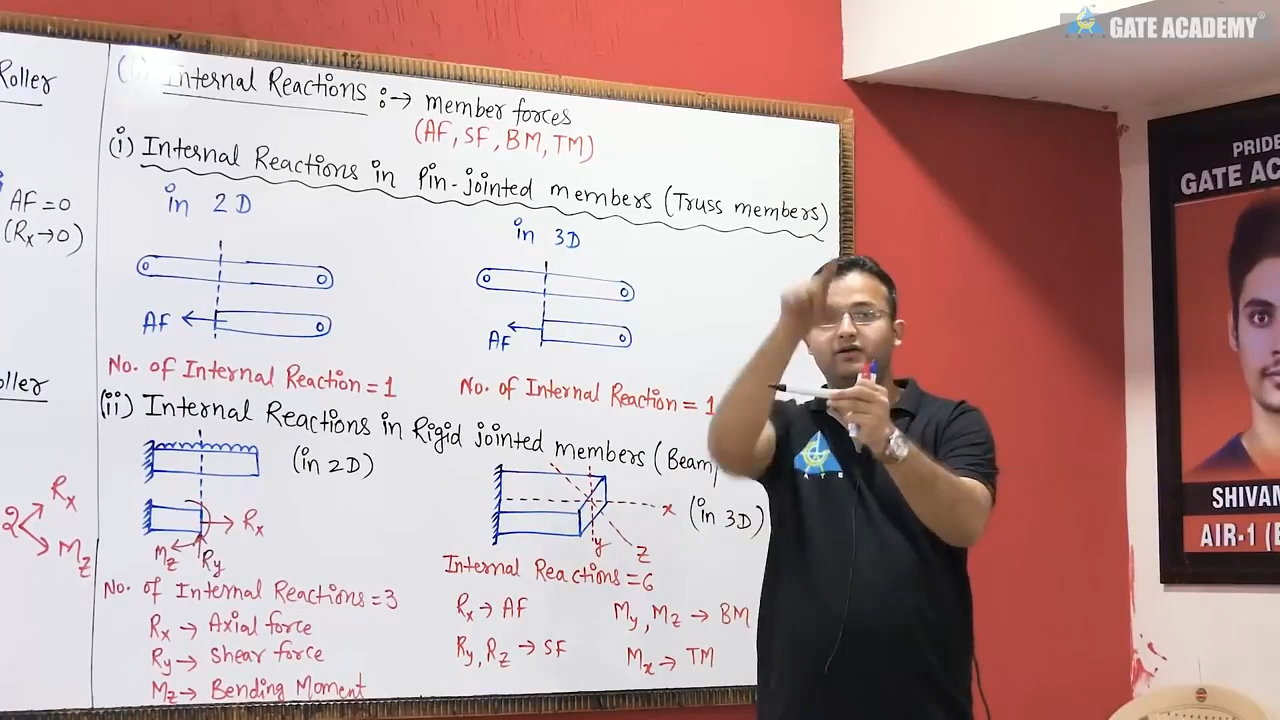 GATE ACADEMY
Roller
AF=0
(Rx→0)
oller
2
Rx
Mz
Internal Reactions :→ member forces
(AF, SF, BM, TM)
(i) Internal Reactions in Pin-jointed members (Truss members)
in 2D
in 3D
AF
AF
No. of Internal Reaction = 1
No. of Internal Reaction = 1
(ii) Internal Reactions in Rigid jointed members (Beam
(in 2D)
Rx
Mz
Ry
x
y
z
(in 3D)
No. of Internal Reactions = 3
Rx → Axial force
Ry → Shear force
Mz → Bending Moment
Internal Reactions = 6
Rx → AF
My, Mz → BM
Ry, Rz → SF
Mx → TM
GATE
PRIDE
GATE AC
SHIVAM
AIR-1 (E